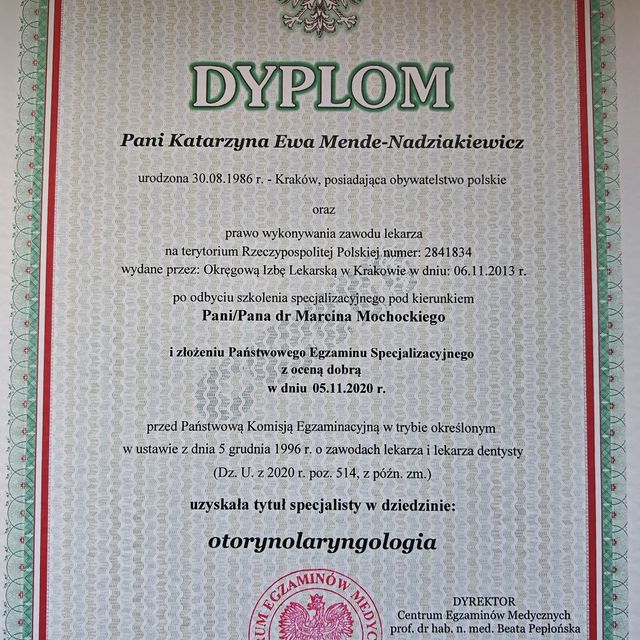 DYPLOM
Pani Katarzyna Ewa Mende-Nadziakiewicz
urodzona 30.08.1986 r. - Kraków, posiadająca obywatelstwo polskie
oraz
prawo wykonywania zawodu lekarza
na terytorium Rzeczypospolitej Polskiej numer: 2841834
wydane przez: Okręgową Izbę Lekarską w Krakowie w dniu: 06.11.2013 r.
po odbyciu szkolenia specjalizacyjnego pod kierunkiem
Pani/Pana dr Marcina Mochockiego
i złożeniu Państwowego Egzaminu Specjalizacyjnego
z oceną dobrą
w dniu 05.11.2020 r.
przed Państwową Komisją Egzaminacyjną w trybie określonym
w ustawie z dnia 5 grudnia 1996 r. o zawodach lekarza i lekarza dentysty
(Dz. U. z 2020 r. poz. 514, z późn. zm.)
uzyskała tytuł specjalisty w dziedzinie:
otorynolaryngologia
EGZAMINÓW
DYREKTOR
Centrum Egzaminów Medycznych
prof. dr hab. n. med. Beata Pepłońska